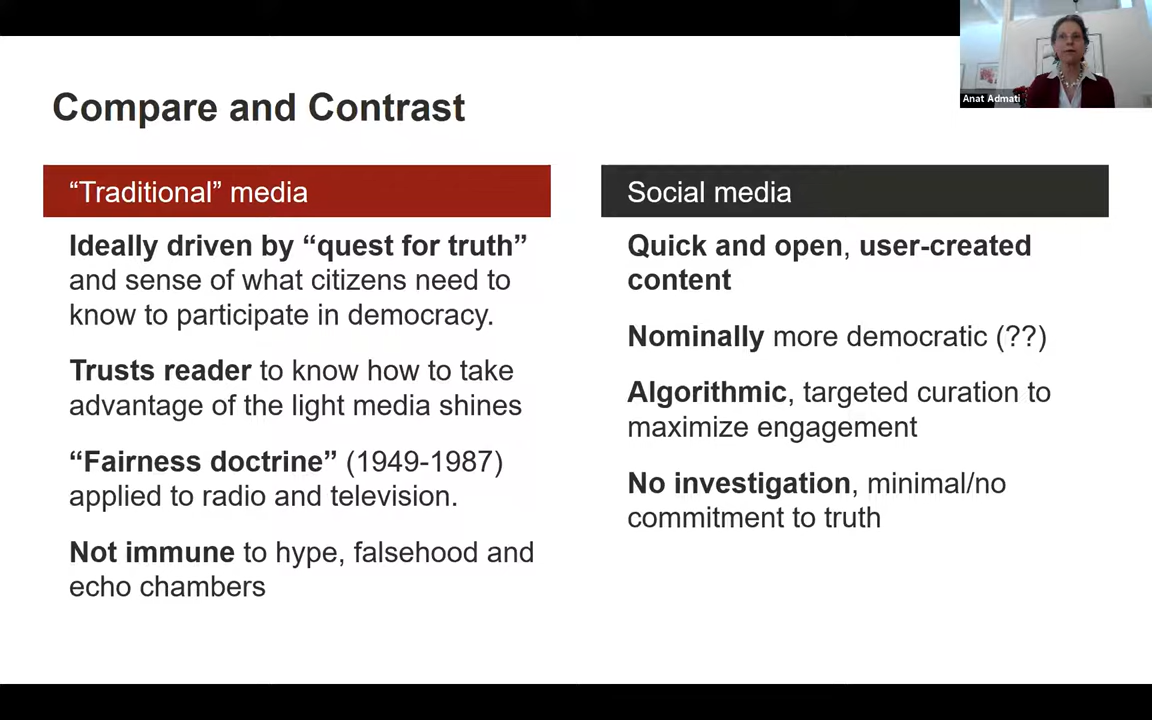 Anat Admati
Compare and Contrast
“Traditional” media
Ideally driven by “quest for truth”
and sense of what citizens need to
know to participate in democracy.
Trusts reader to know how to take
advantage of the light media shines
“Fairness doctrine” (1949-1987)
applied to radio and television.
Not immune to hype, falsehood and
echo chambers
Social media
Quick and open, user-created
content
Nominally more democratic (??)
Algorithmic, targeted curation to
maximize engagement
No investigation, minimal/no
commitment to truth